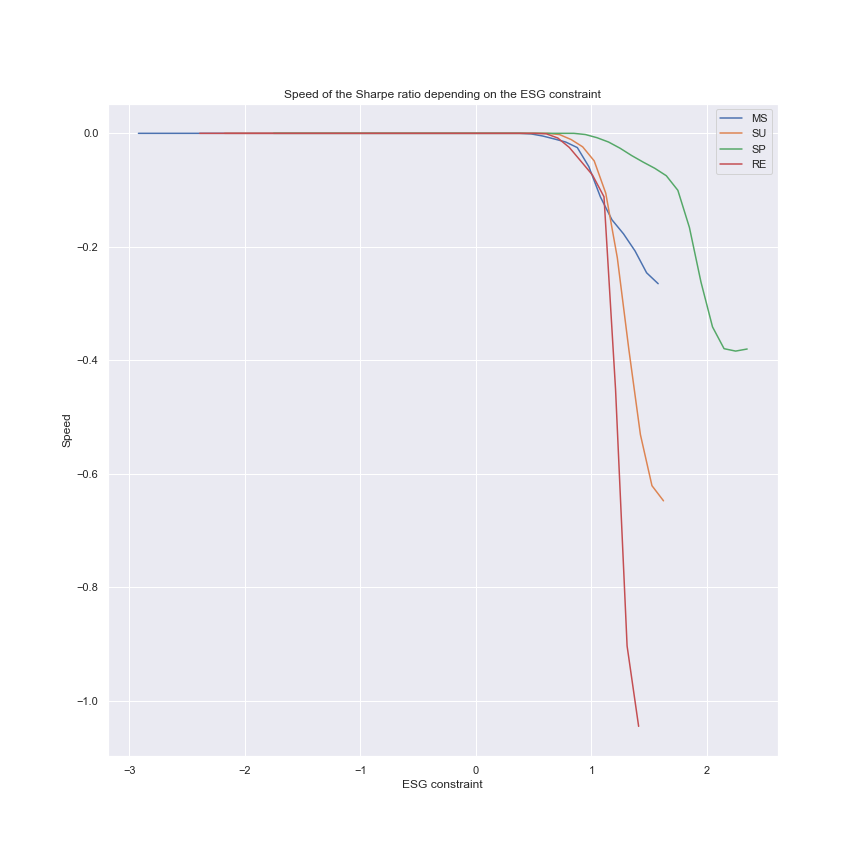 Speed of the Sharpe ratio depending on the ESG constraint
MS
SU
SP
RE
0.0
−0.2
−0.4
−0.6
−0.8
−1.0
Speed
−3
−2
−1
0
1
2
ESG constraint